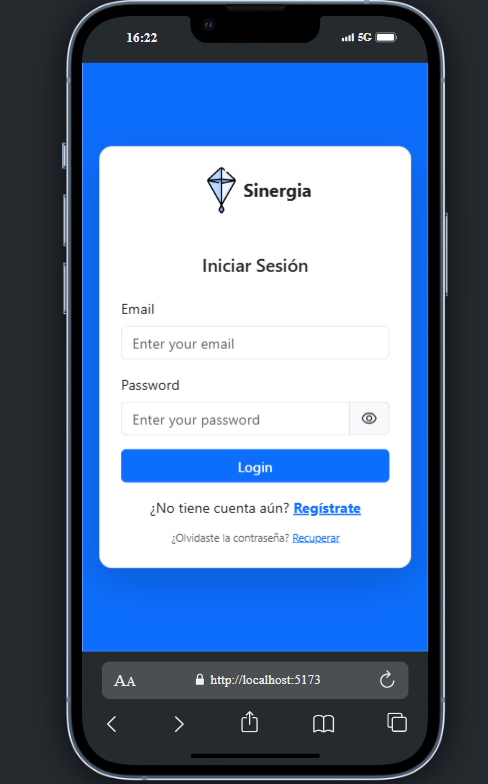 16:22
5G
Sinergia
Iniciar Sesión
Email
Enter your email
Password
Enter your password
Login
¿No tiene cuenta aún? Regístrate
¿Olvidaste la contraseña? Recuperar
AA http://localhost:5173